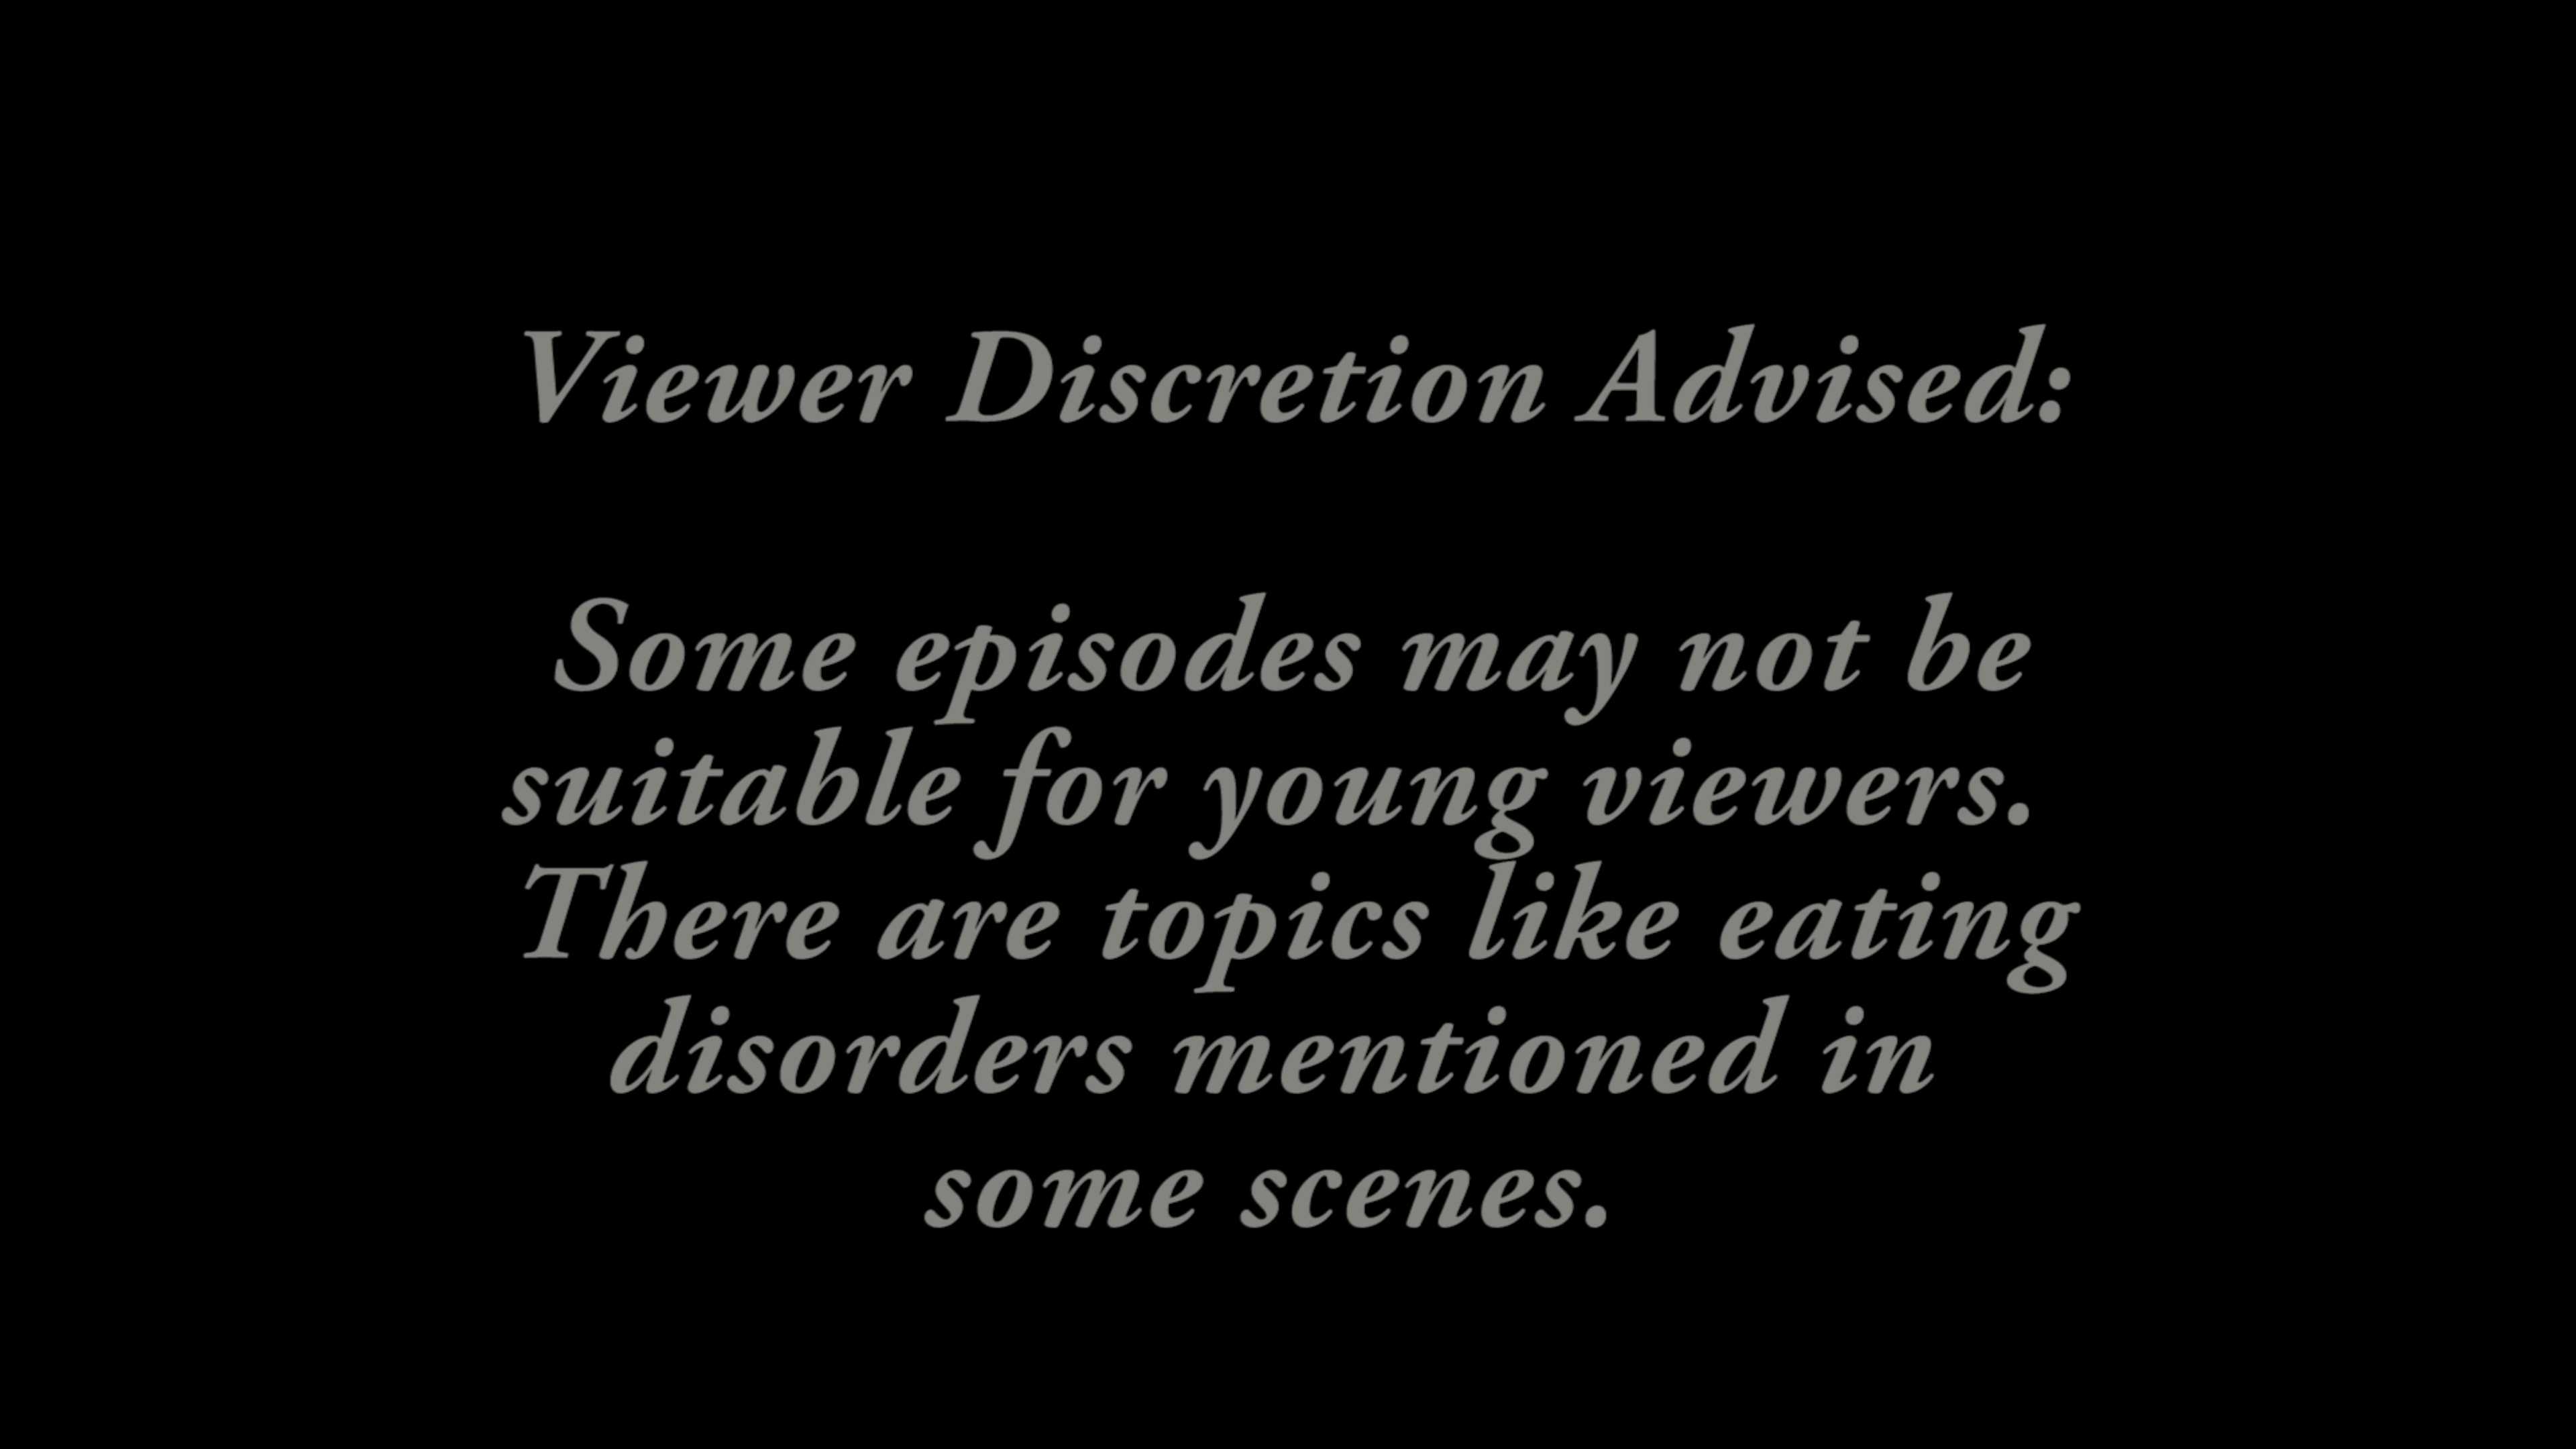 Viewer Discretion Advised:
Some episodes may not be
suitable for young viewers.
There are topics like eating
disorders mentioned in
some scenes.